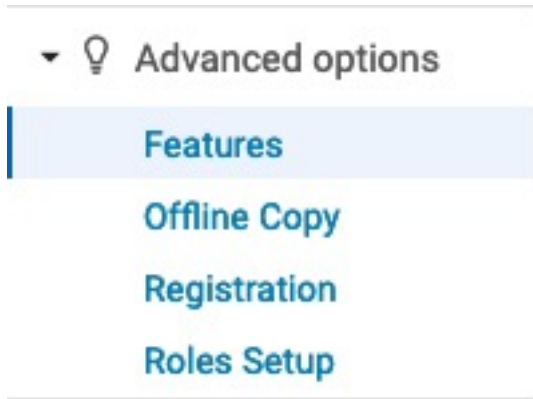 Advanced options
Features
Offline Copy
Registration
Roles Setup